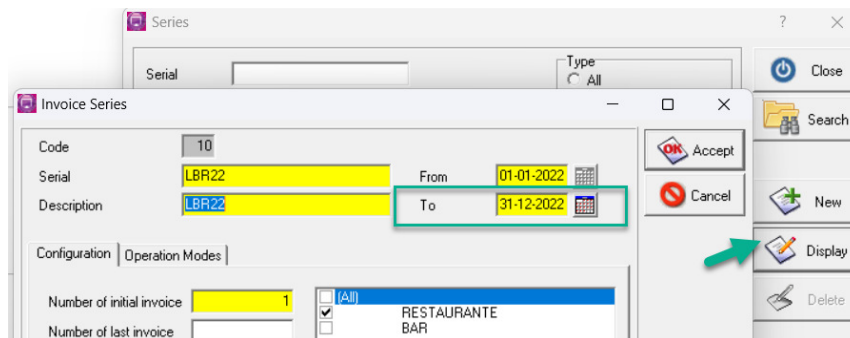 Series
?
Serial
Type
All
Close
Search
New
Display
Delete
Invoice Series
Code 10
Serial LBR22 From 01-01-2022
Description LBR22 To 31-12-2022
OK Accept
Cancel
Configuration Operation Modes
Number of initial invoice 1
Number of last invoice
(All)
RESTAURANTE
BAR